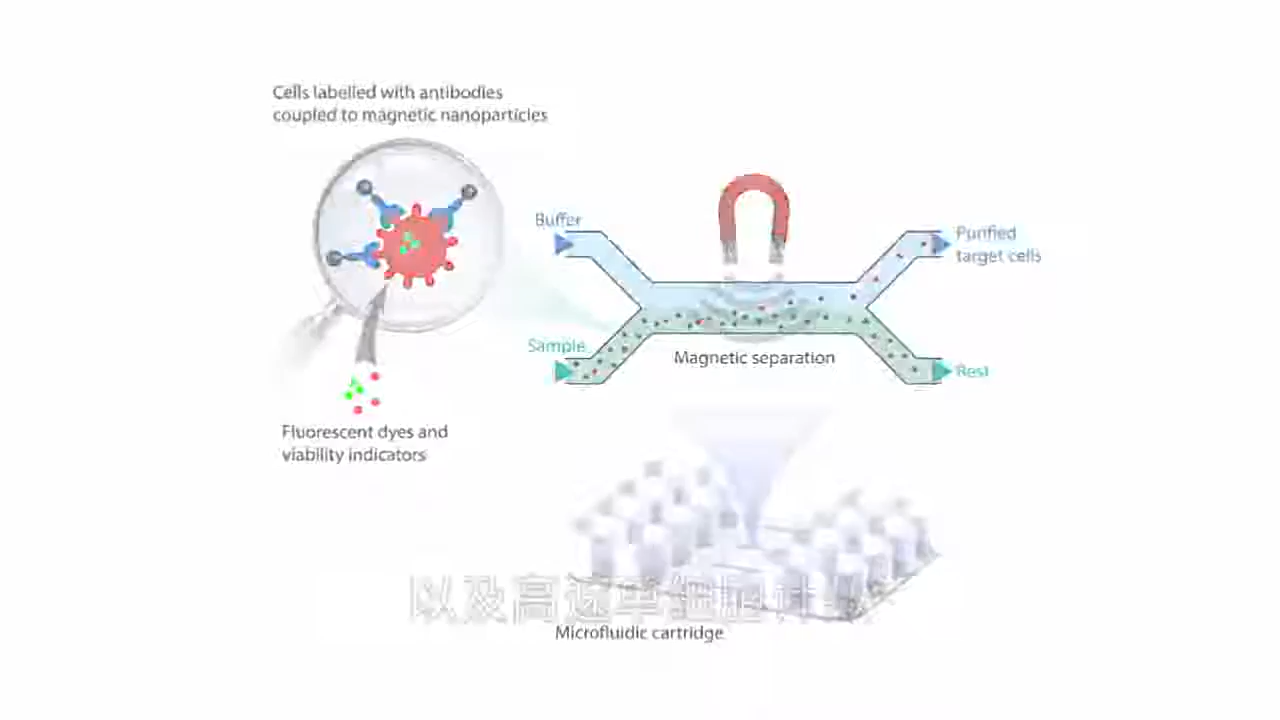 Cells labelled with antibodies
coupled to magnetic nanoparticles
Buffer
Purified
target cells
Sample
Magnetic separation
Rest
Fluorescent dyes and
viability indicators
以及高速单细胞计
Microfluidic cartridge